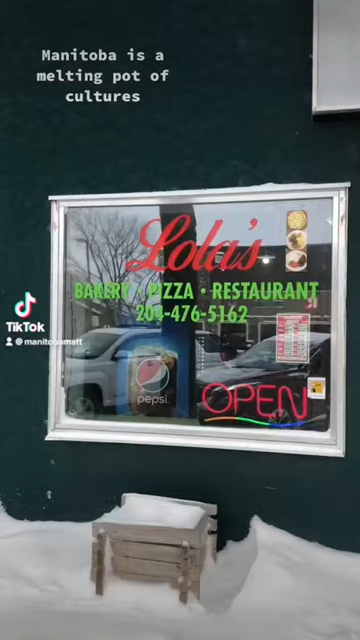 Manitoba is a
melting pot of
cultures
Lola's
BAKERY • PIZZA • RESTAURANT
204-476-5162
TikTok
@manitobamatt
pepsi
OPEN